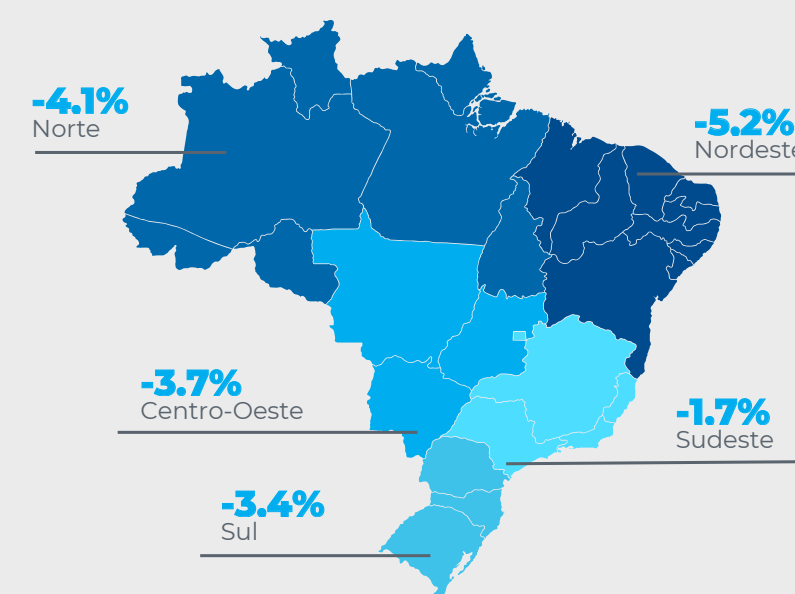 -4.1%
Norte
-5.2%
Nordeste
-3.7%
Centro-Oeste
-1.7%
Sudeste
-3.4%
Sul